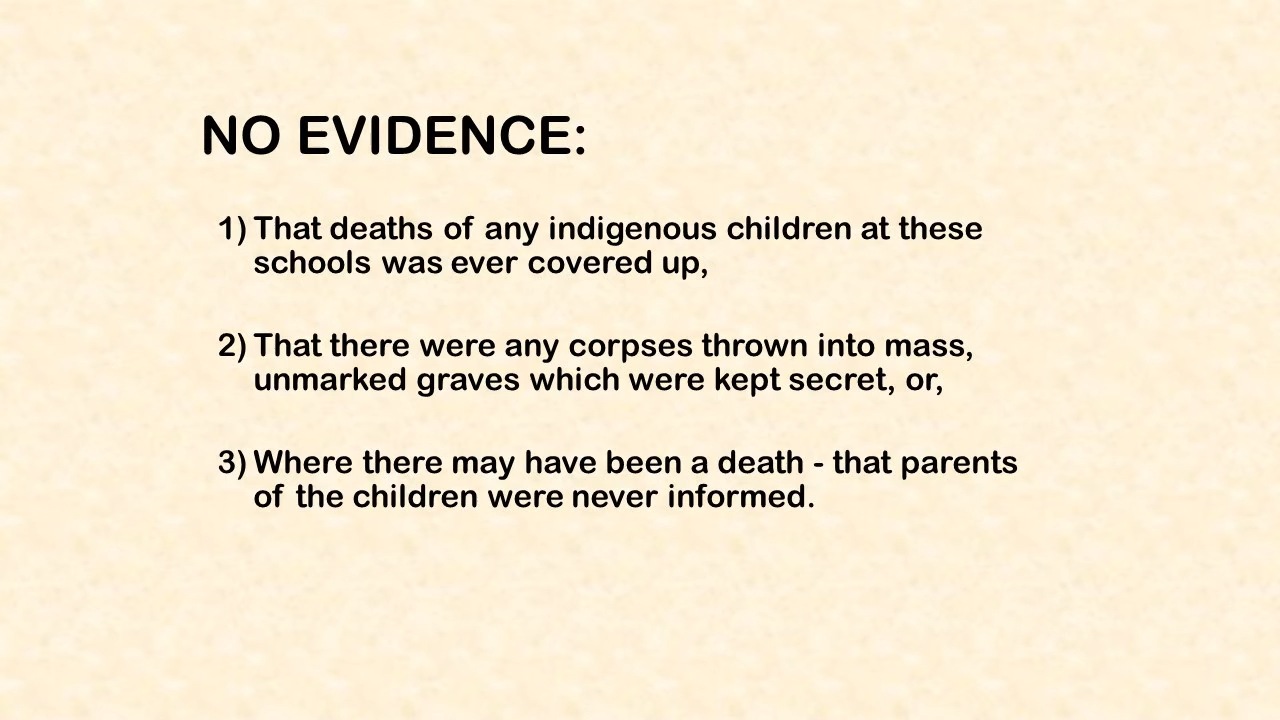 NO EVIDENCE:
1) That deaths of any indigenous children at these
schools was ever covered up,
2) That there were any corpses thrown into mass,
unmarked graves which were kept secret, or,
3) Where there may have been a death - that parents
of the children were never informed.